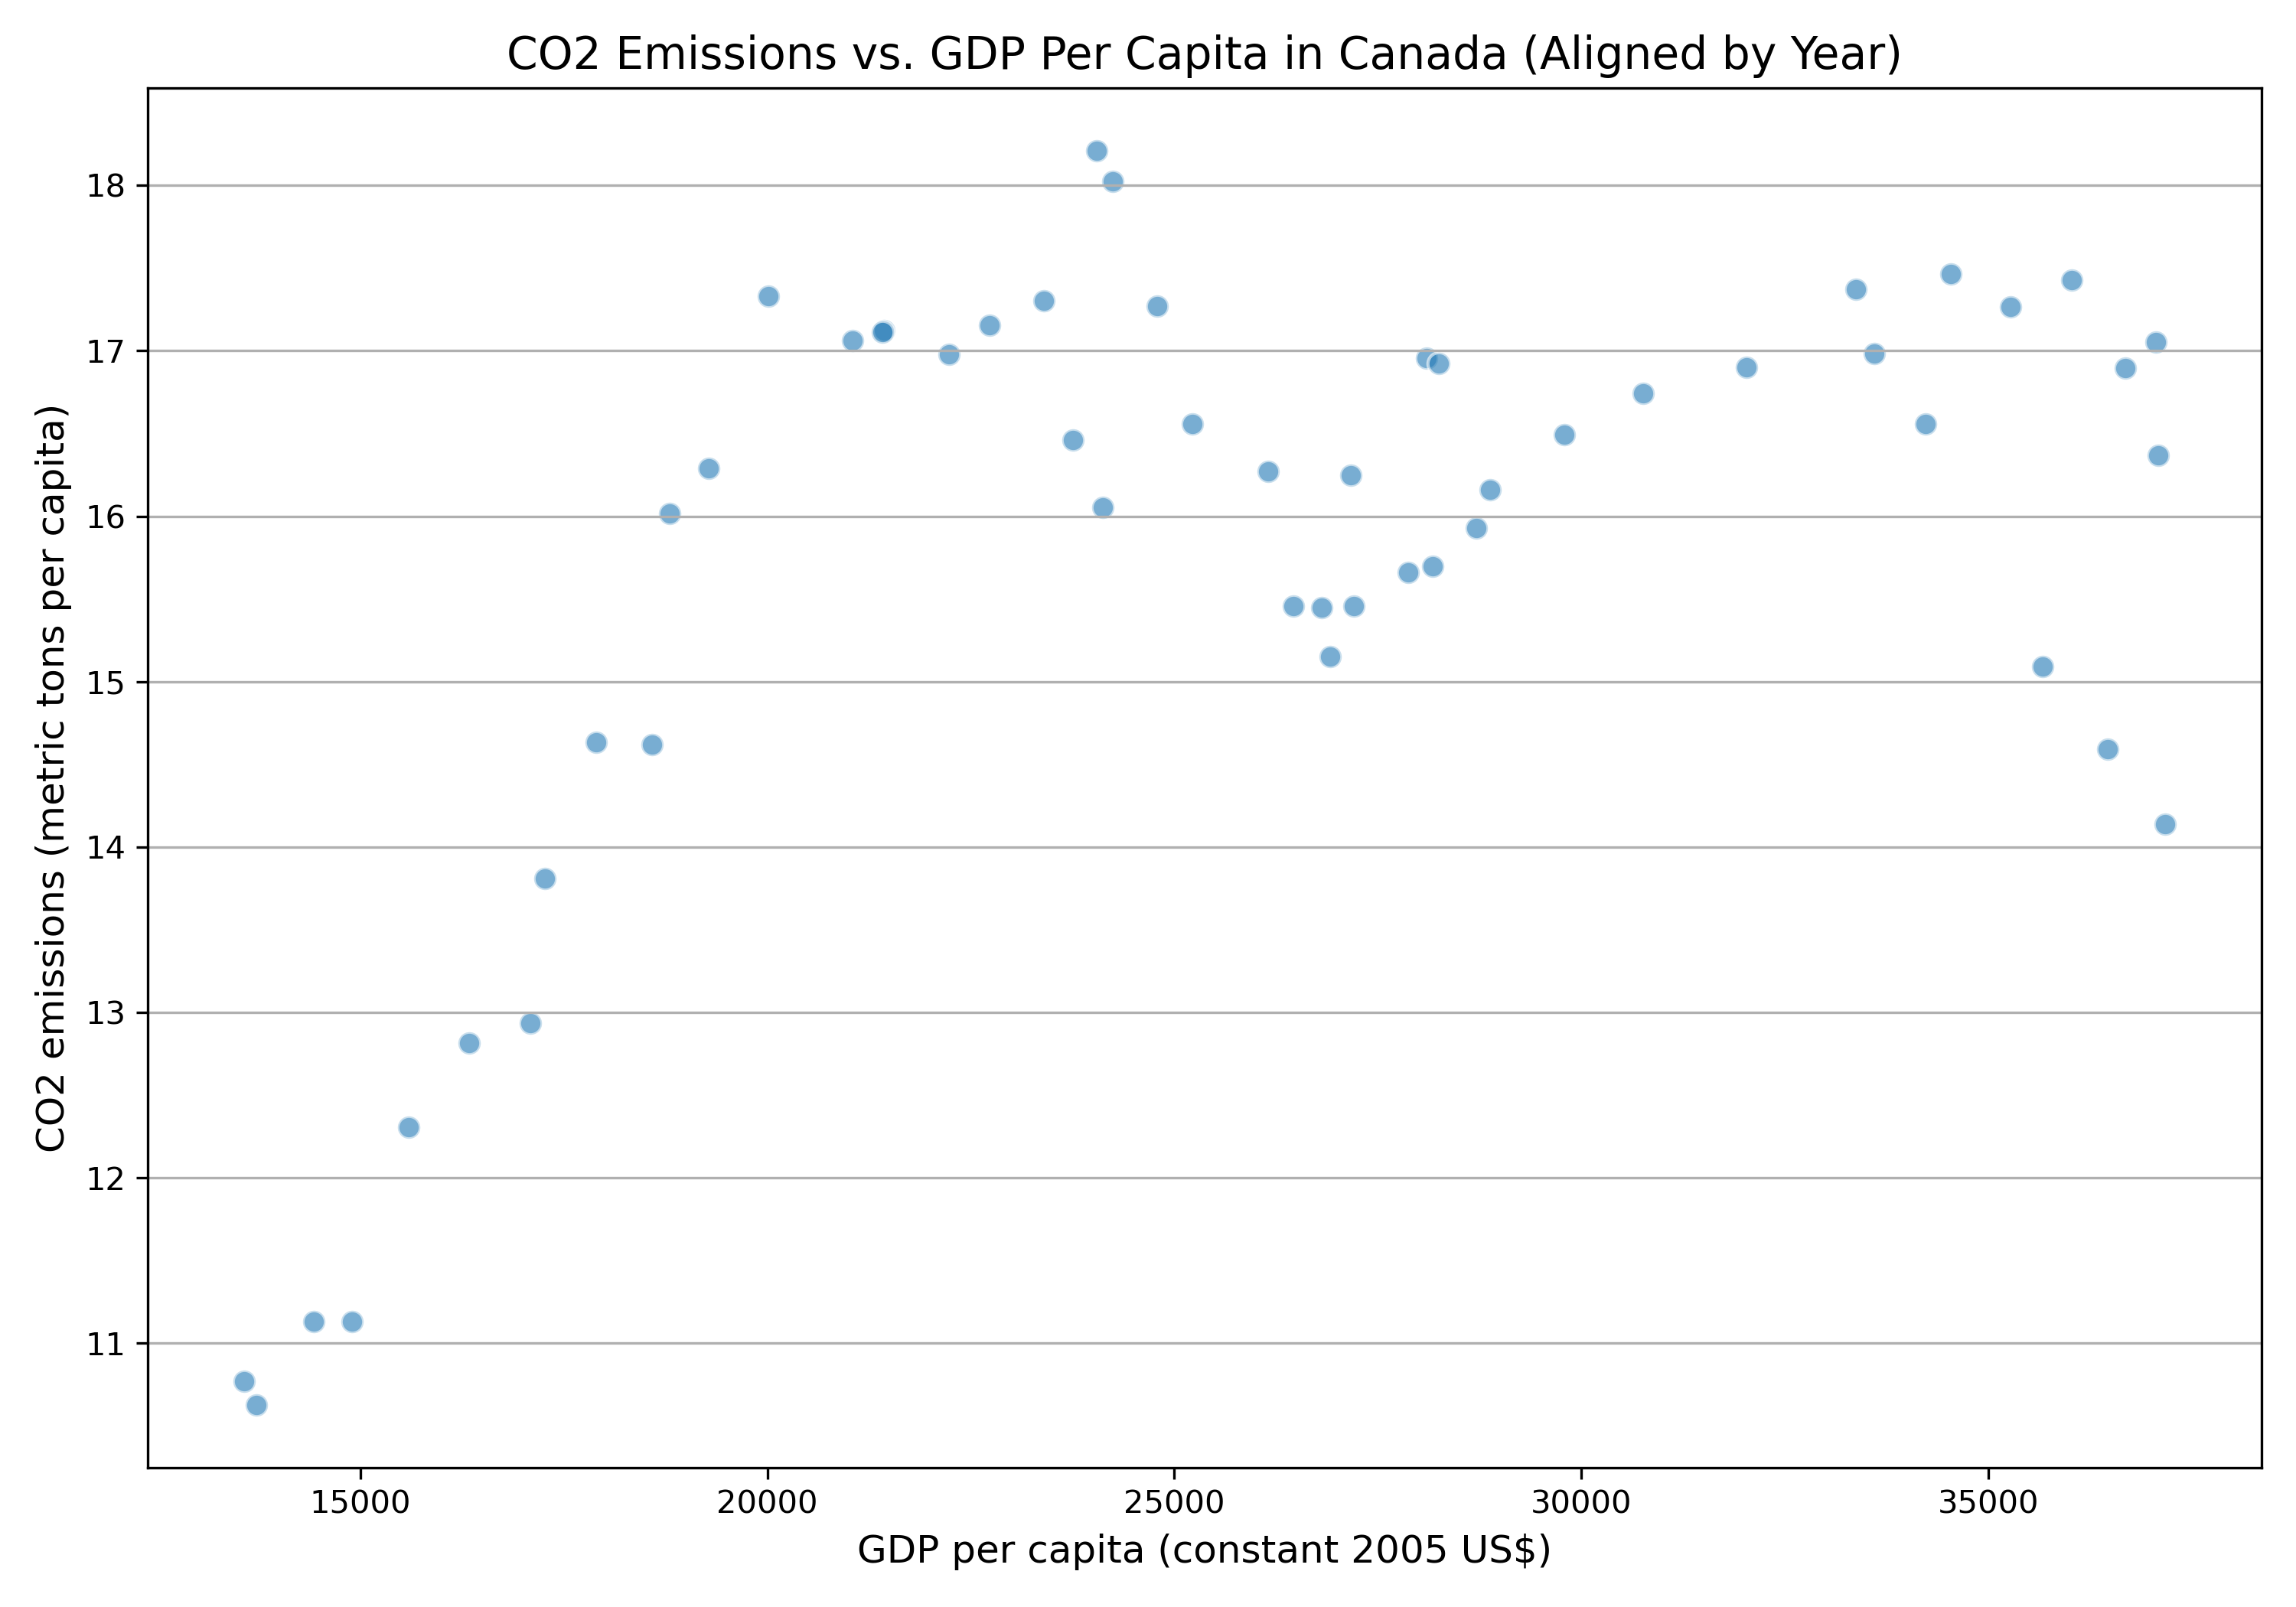 CO2 Emissions vs. GDP Per Capita in Canada (Aligned by Year)
CO2 emissions (metric tons per capita)
18
17
16
15
14
13
12
11
15000 20000 25000 30000 35000
GDP per capita (constant 2005 US$)